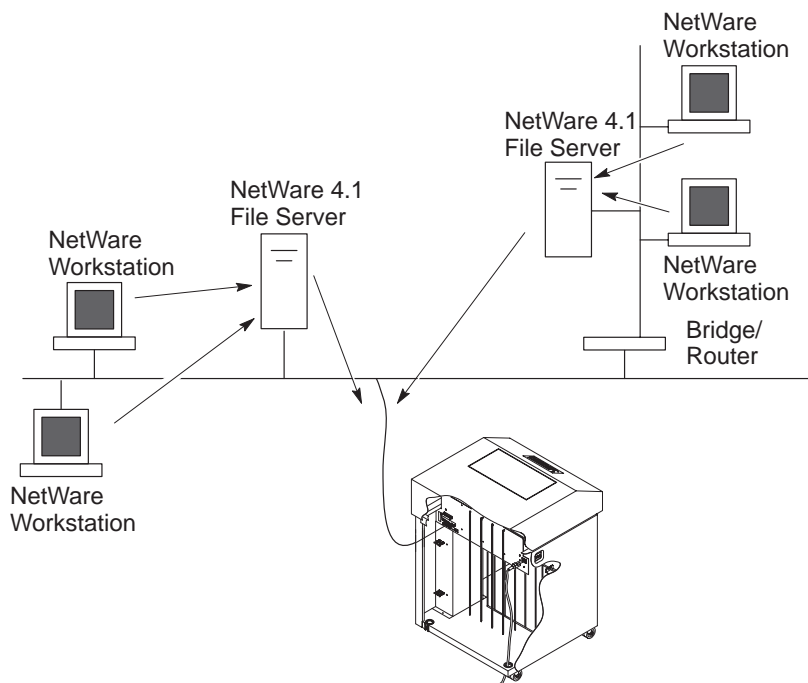 NetWare
Workstation
NetWare 4.1
File Server
NetWare 4.1
File Server
NetWare
Workstation
NetWare
Workstation
Bridge/
Router
NetWare
Workstation